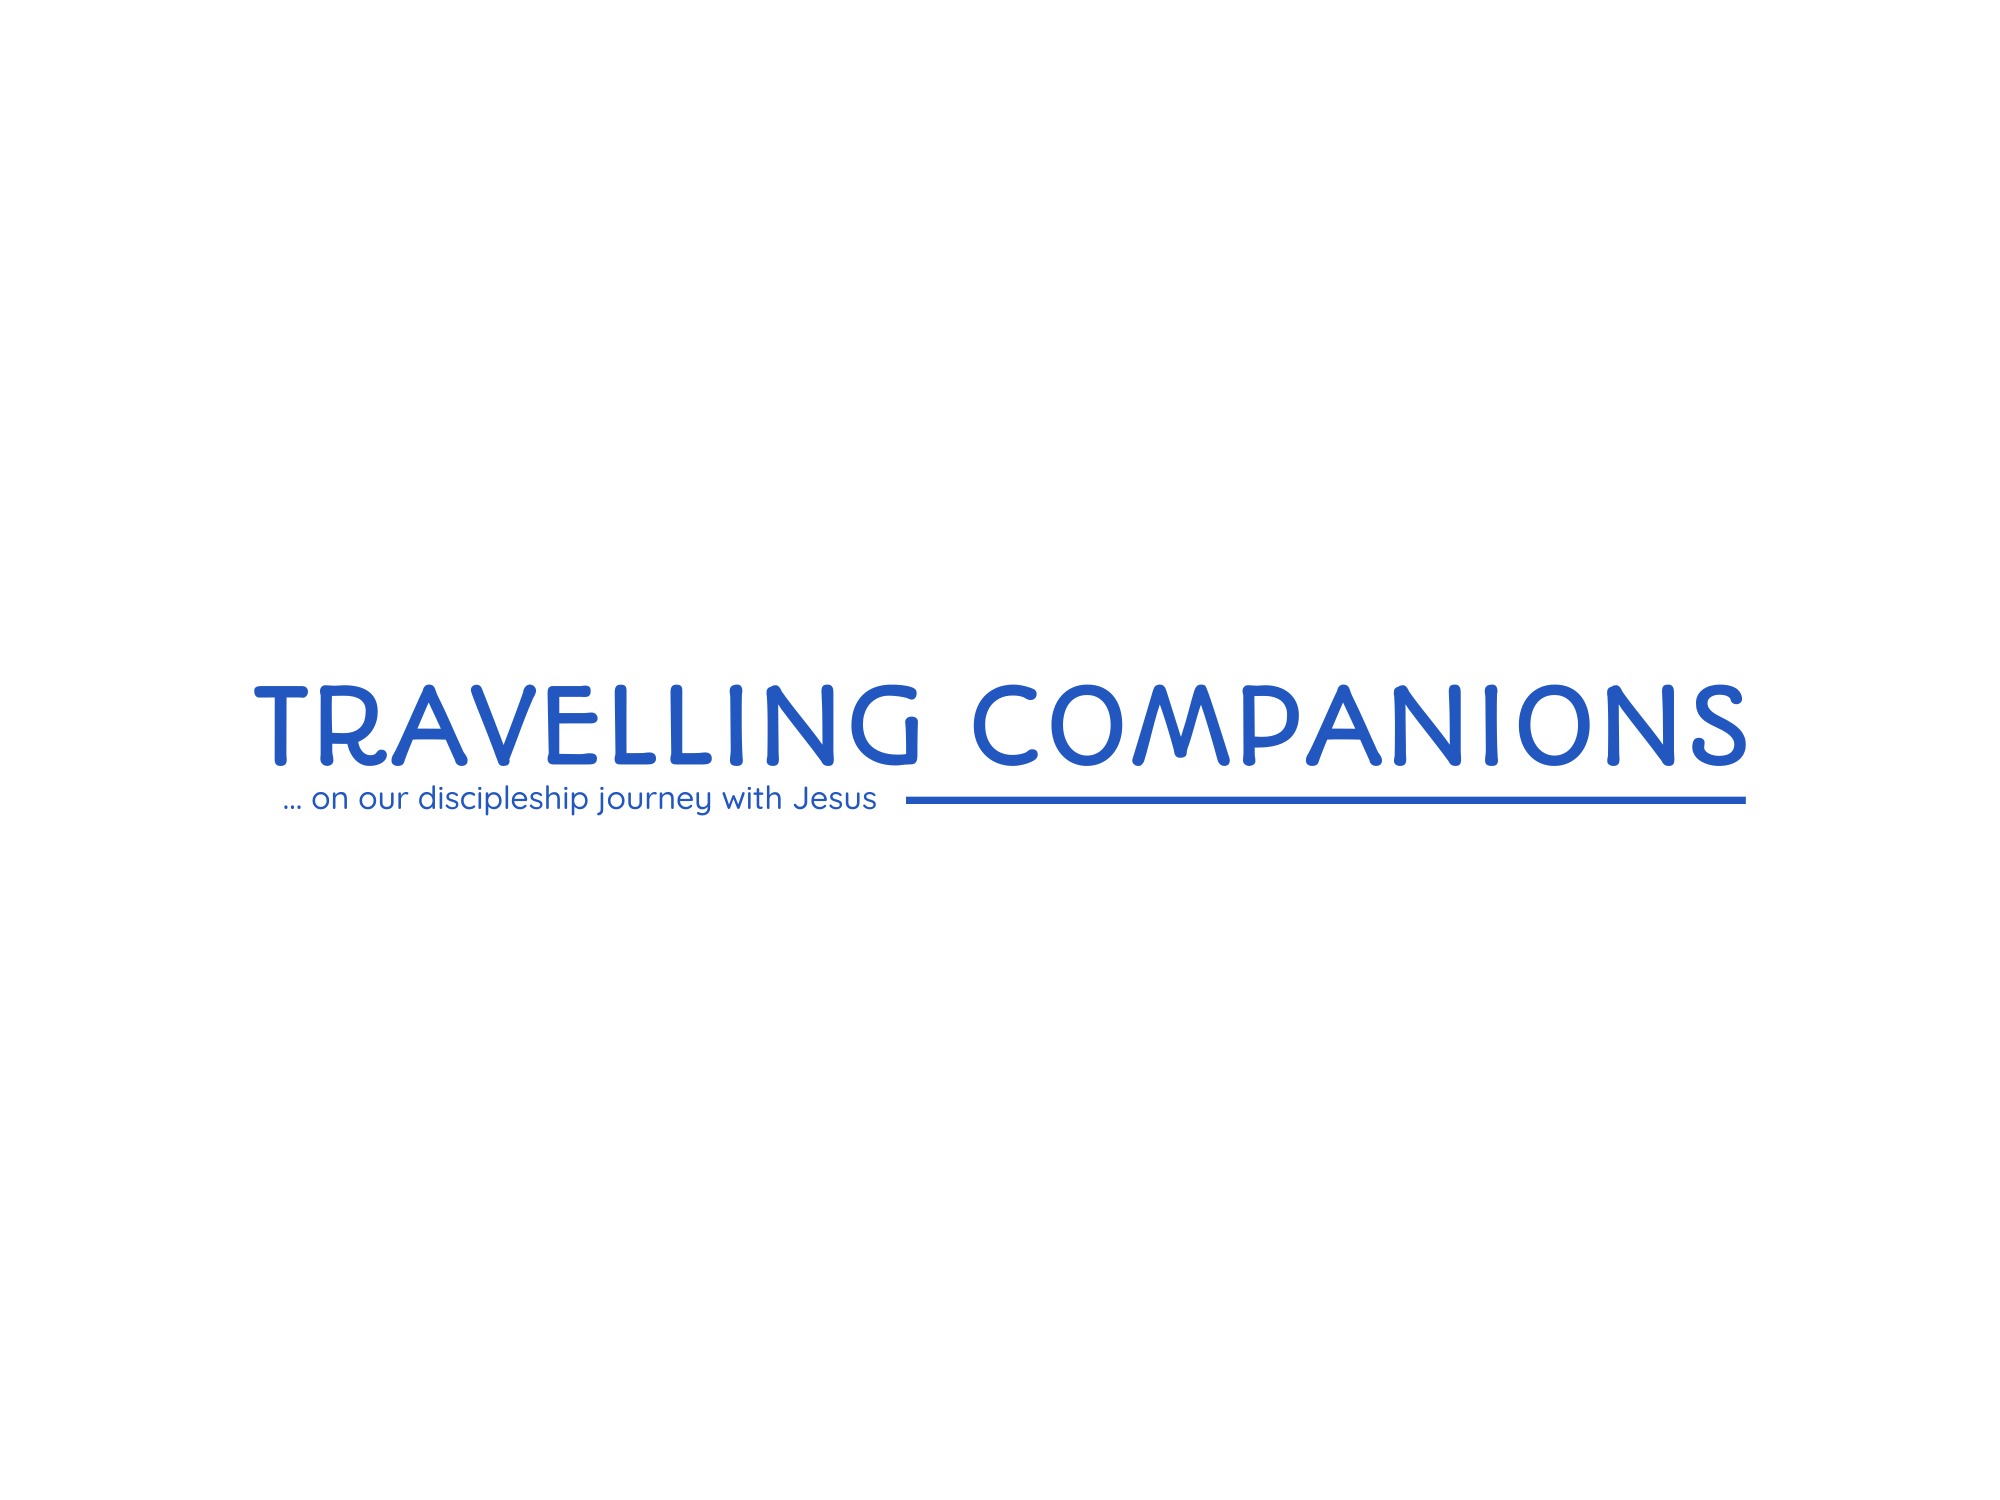 TRAVELLING COMPANIONS
... on our discipleship journey with Jesus